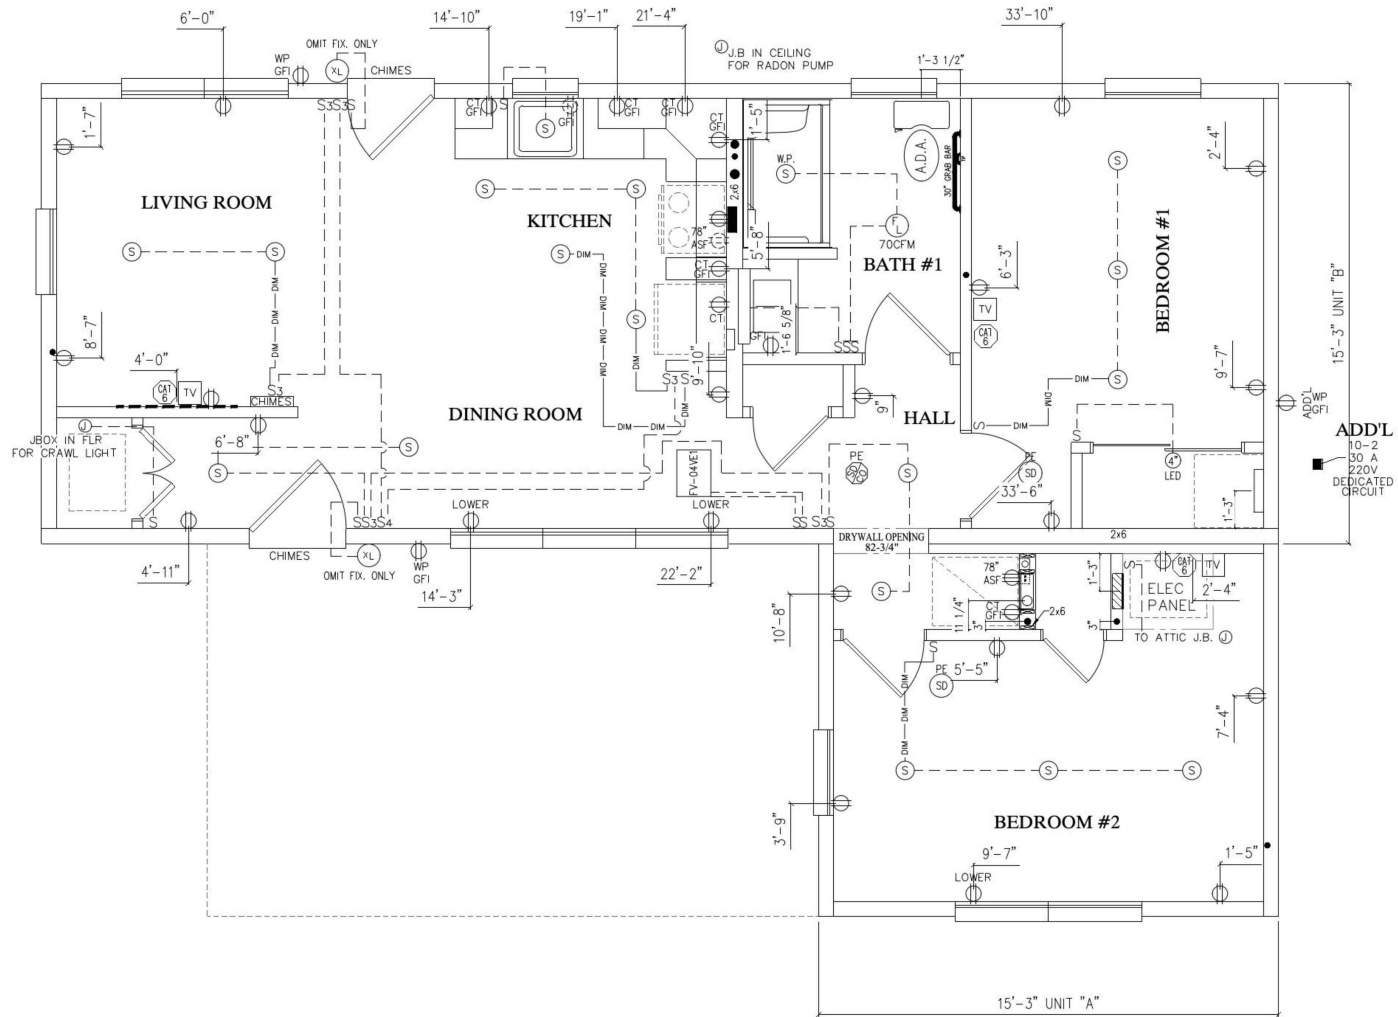 6'-0"
14'-10"
19'-1"
21'-4"
33'-10"
OMIT FIX. ONLY
WP
GFI
XL
CHIMES
J
J.B IN CEILING
FOR RADON PUMP
1'-3 1/2"
S3S3S
CT
GFI
S
S
GFI
CT
GFI
CT
GFI
1'-7"
CT
GFI
1'-5"
W.P.
S
A.D.A.
30" GRAB BAR
2'-4"
S
LIVING ROOM
KITCHEN
S
S
2x6
78"
ASF
F
L
70CFM
BATH #1
BEDROOM #1
15'-3" UNIT "B"
S
S
S
DIM
DIM
DIM
DIM
DIM
CT
GFI
5'-8"
6'-3"
S
TV
CAT
6
DIM
S
CT
GFI
1'-6 5/8"
SSS
8'-7"
4'-0"
CAT
6
TV
S3
CHIMES
DIM
S3
S
9'-10"
DIM
S
DIM
S
9'-7"
ADD'L
WP
GFI
J
JBOX IN FLR
FOR CRAWL LIGHT
6'-8"
DINING ROOM
DIM
DIM
9"
HALL
S
S
ADD'L
10-2
30 A
220V
DEDICATED
CIRCUIT
S
S
FV-04VE1
PE
S
PE
SD
4"
LED
33'-6"
1'-3"
S
SS3S4
LOWER
LOWER
SS
S3S
4'-11"
CHIMES
XL
OMIT FIX. ONLY
WP
GFI
14'-3"
22'-2"
DRYWALL OPENING
82-3/4"
2x6
10'-8"
S
78"
ASF
CT
GFI
11 1/4"
3"
2x6
1'-3"
3"
S
CAT
6
TV
ELEC
PANEL
2'-4"
TO ATTIC J.B.
J
S
PE
SD
5'-5"
DIM
DIM
7'-4"
S
S
S
3'-9"
BEDROOM #2
9'-7"
LOWER
1'-5"
15'-3" UNIT "A"